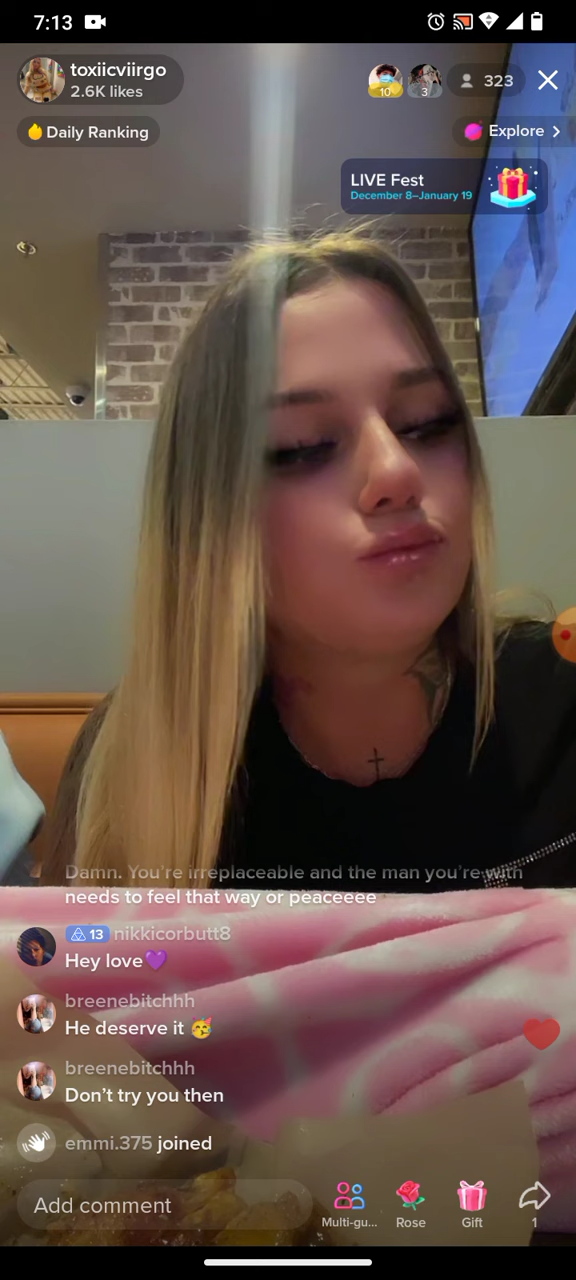 7:13
toxiicviirgo
2.6K likes
10
3
323
Daily Ranking
Explore
LIVE Fest
December 8–January 19
Damn. You're irreplaceable and the man you're with
needs to feel that way or peaceeee
13 nikkicorbutt8
Hey love💜
breenebitchhh
He deserve it 🥳
breenebitchhh
Don't try you then
emmi.375 joined
Add comment
Multi-gu...
Rose
Gift
1